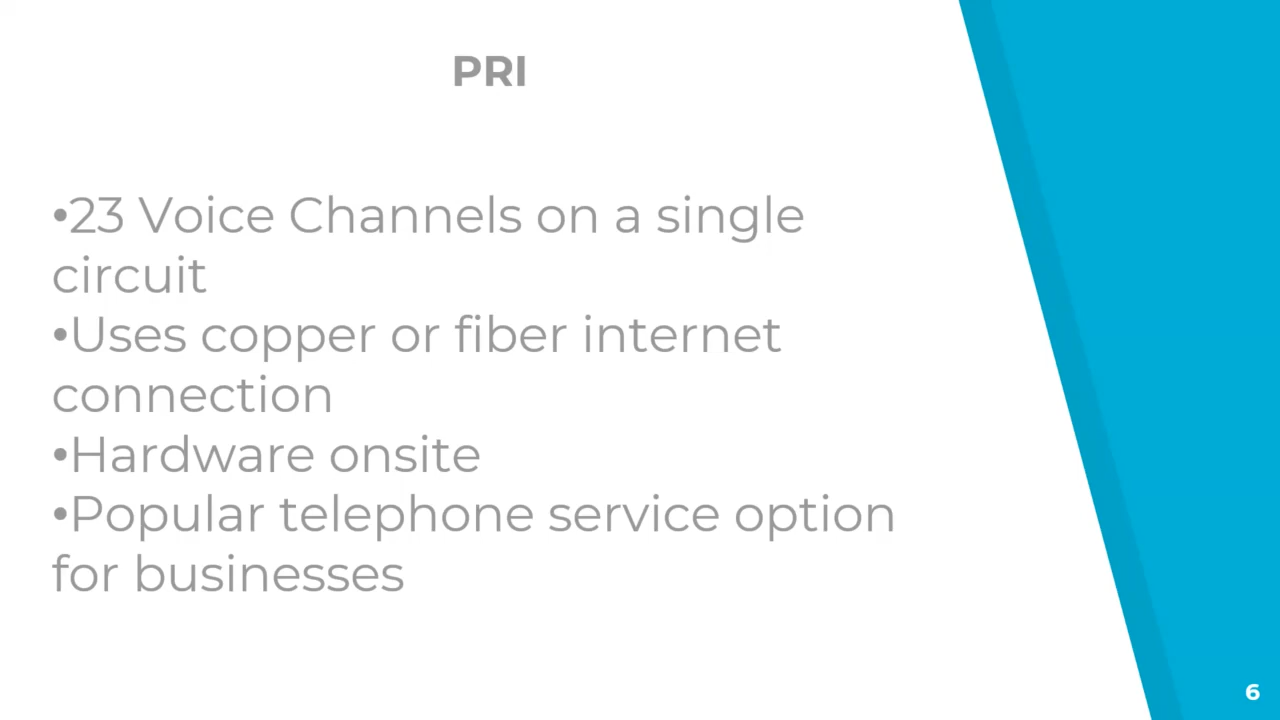 PRI
•23 Voice Channels on a single
circuit
•Uses copper or fiber internet
connection
•Hardware onsite
•Popular telephone service option
for businesses
6